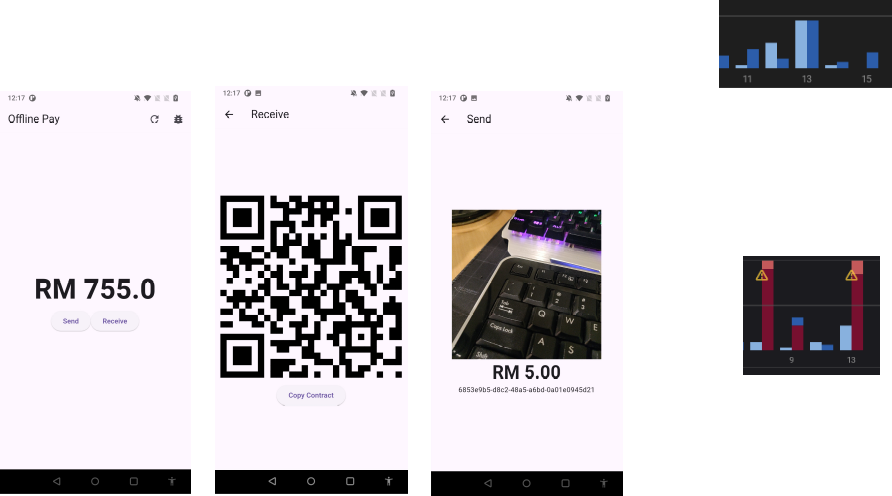 11
13
15
12:17
Offline Pay
RM 755.0
Send
Receive
12:17
Receive
Copy Contract
12:17
Send
Tab
Caps Lock
Shift
Q
W
E
A
S
RM 5.00
6853e9b5-d8c2-48a5-a6bd-0a01e0945d21
9
13